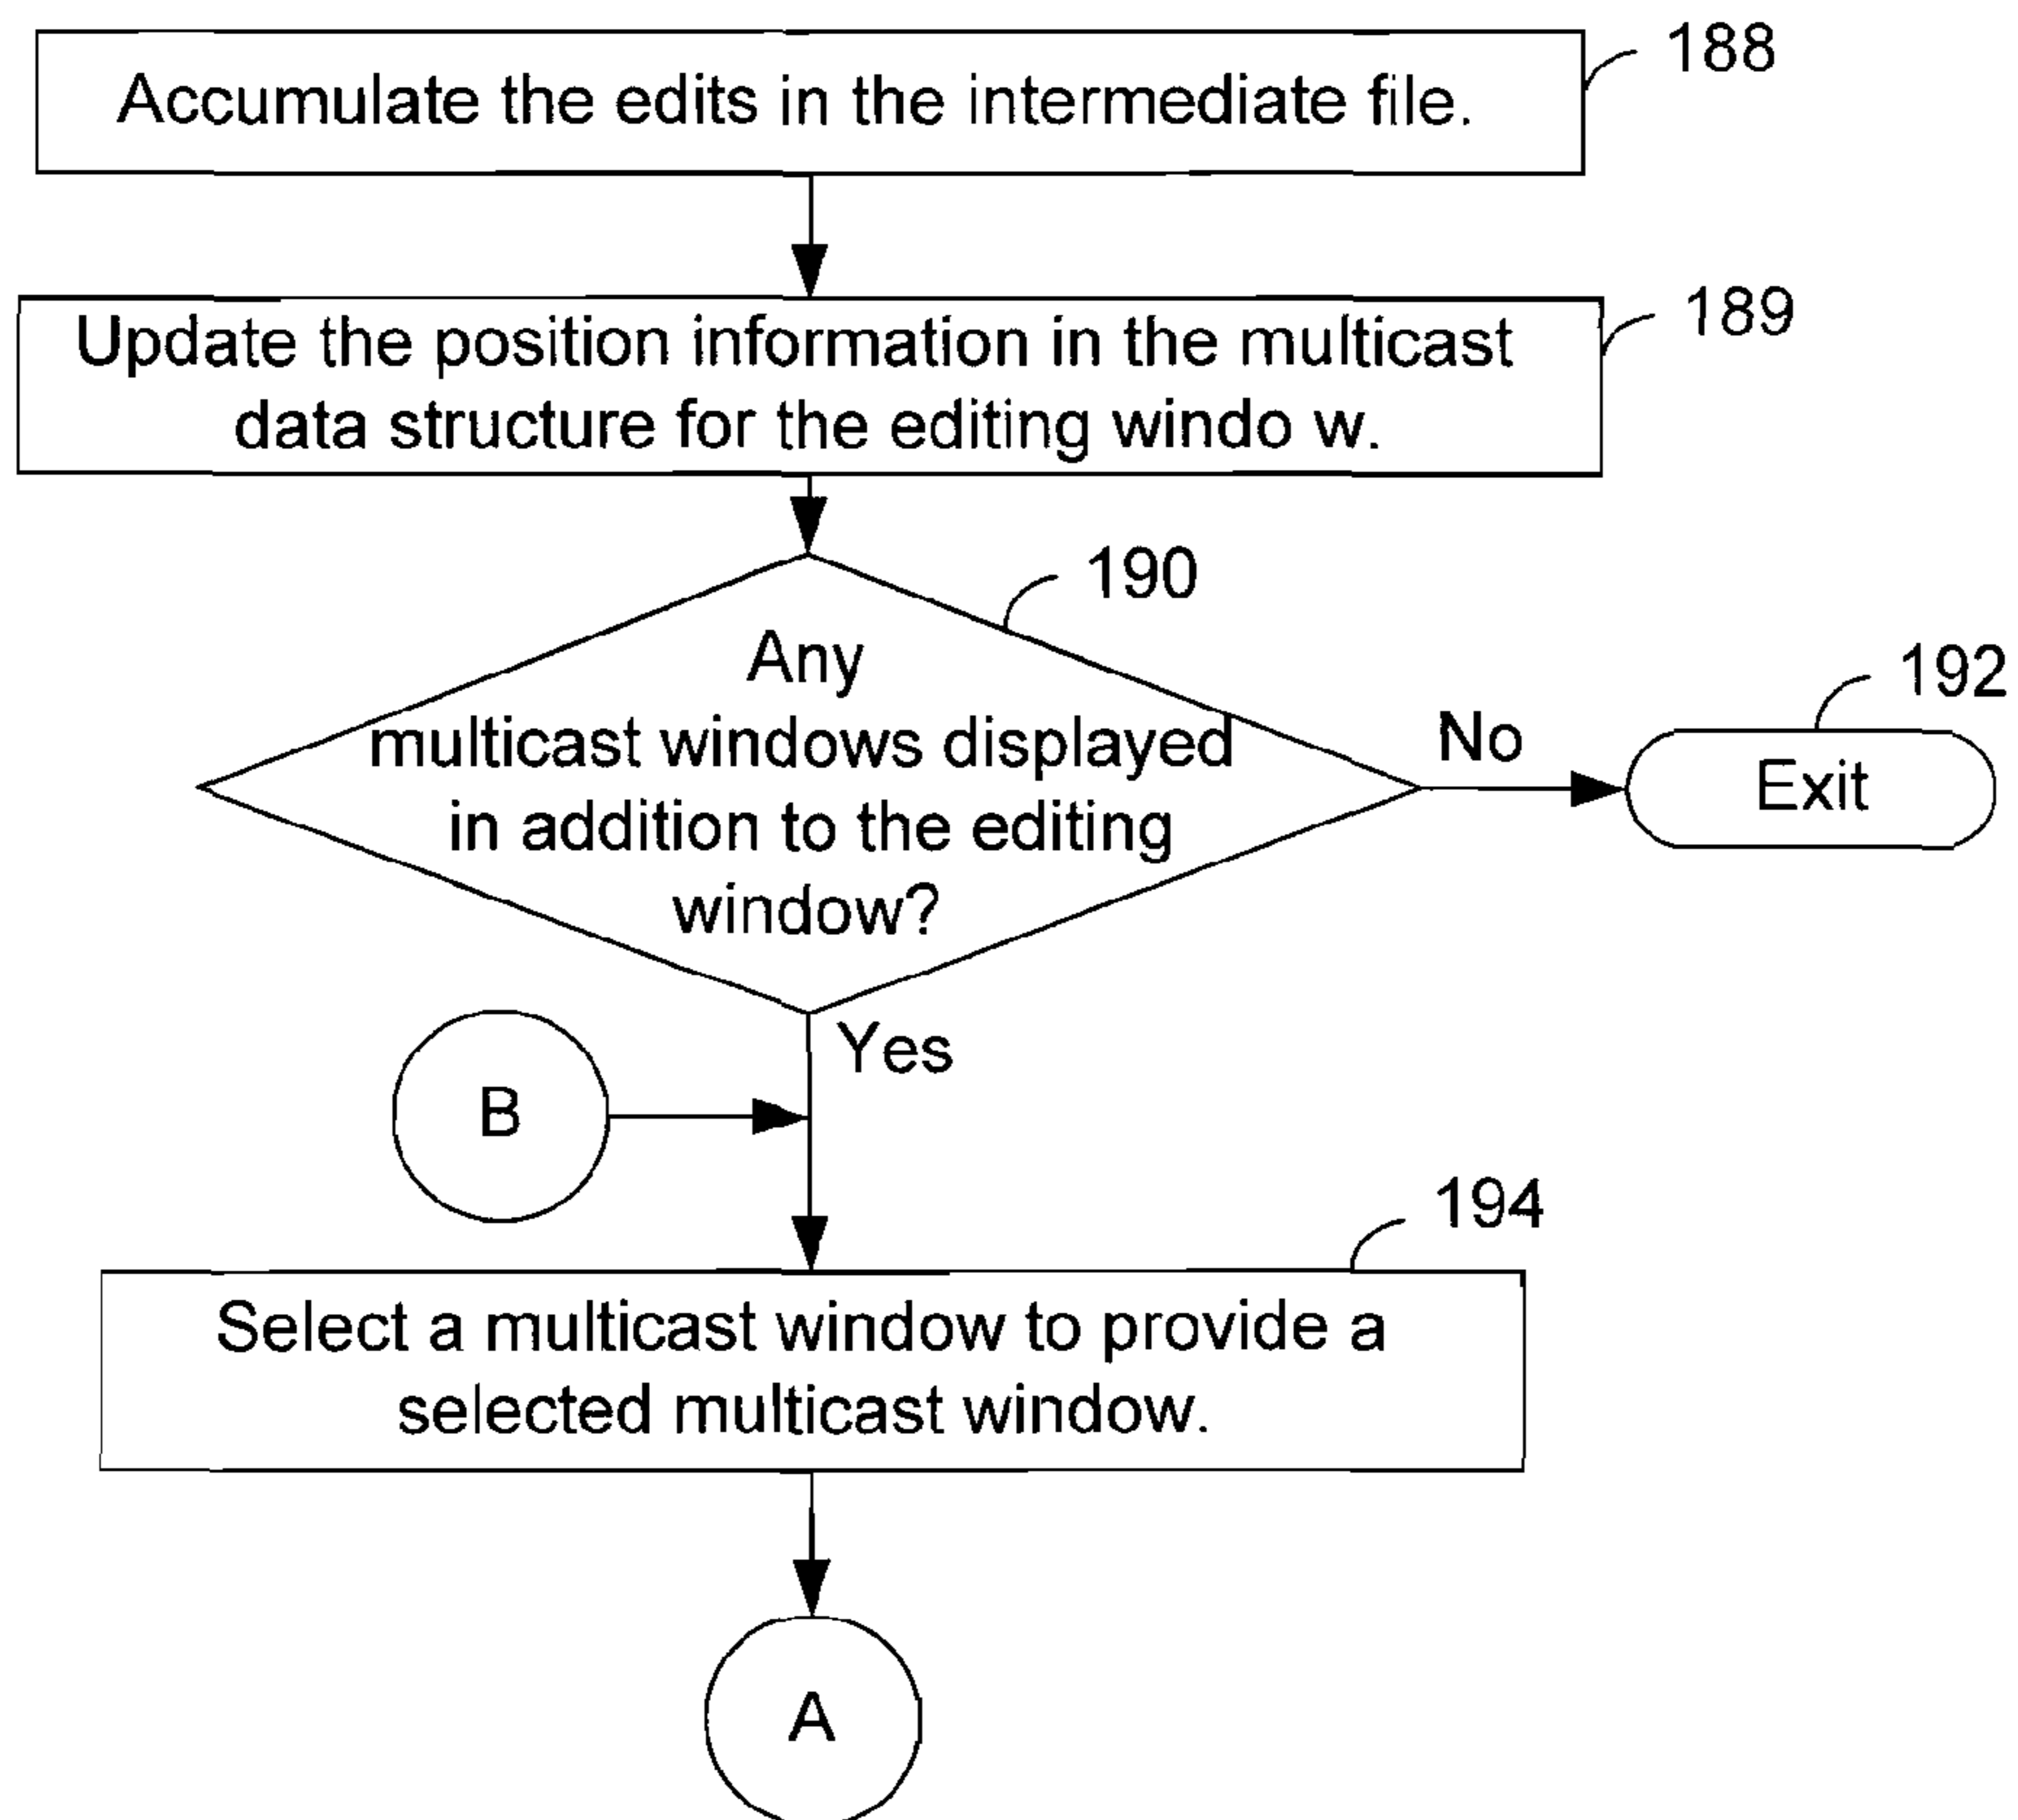 188
Accumulate the edits in the intermediate file.
189
Update the position information in the multicast
data structure for the editing windo w.
190
Any
multicast windows displayed
in addition to the editing
window?
192
No
Exit
Yes
B
194
Select a multicast window to provide a
selected multicast window.
A